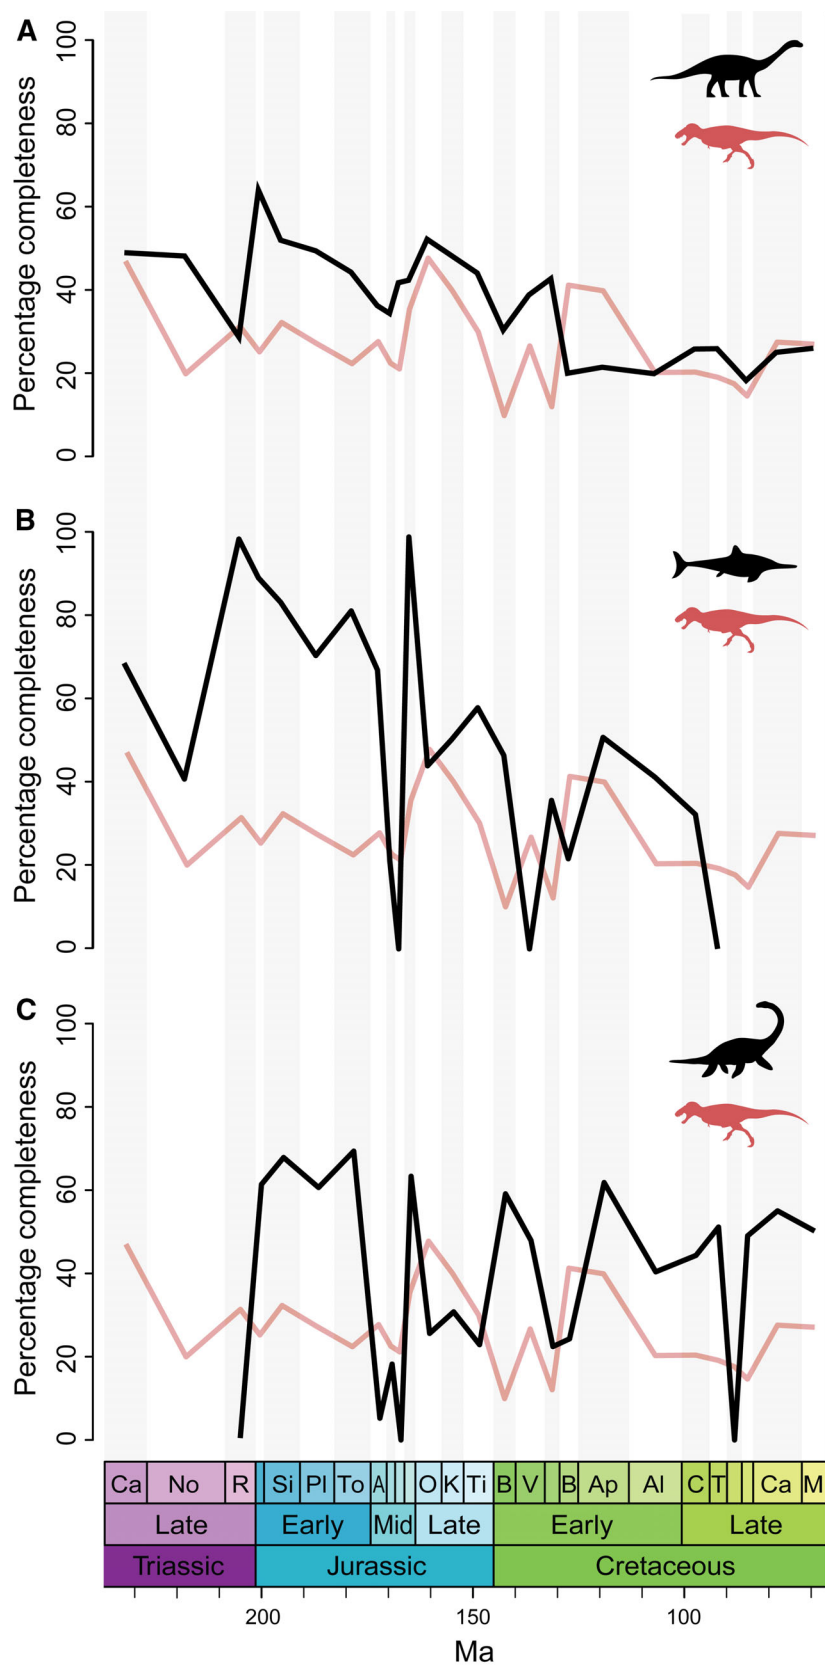 A
Percentage completeness
100
80
60
40
20
0
B
Percentage completeness
100
80
60
40
20
0
C
Percentage completeness
100
80
60
40
20
0
Ca No R Si Pl To A O K Ti B V B Ap Al C T Ca M
Late Early Mid Late Early Late
Triassic Jurassic Cretaceous
200 150 100
Ma